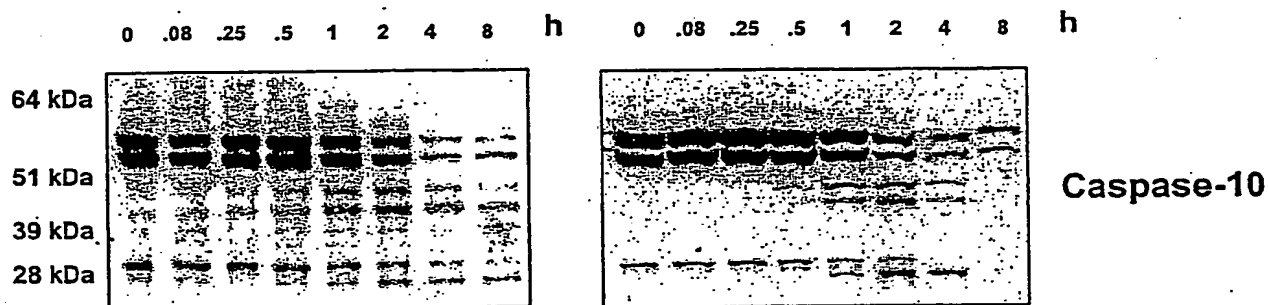 0 .08 .25 .5 1 2 4 8 h 0 .08 .25 .5 1 2 4 8 h
64 kDa
51 kDa
Caspase-10
39 kDa
28 kDa